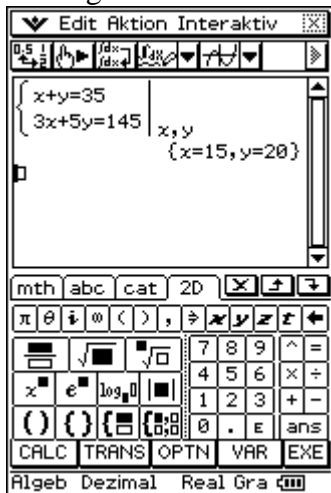 Edit Aktion Interaktiv
x+y=35
3x+5y=145 x,y
{x=15,y=20}
mth abc cat 2D
π θ i ∞ ( ) , ⇒ x y z t ←
7 8 9 ^ =
4 5 6 × ÷
1 2 3 + -
0 . E ans
CALC TRANS OPTN VAR EXE
Algeb Dezimal Real Gra